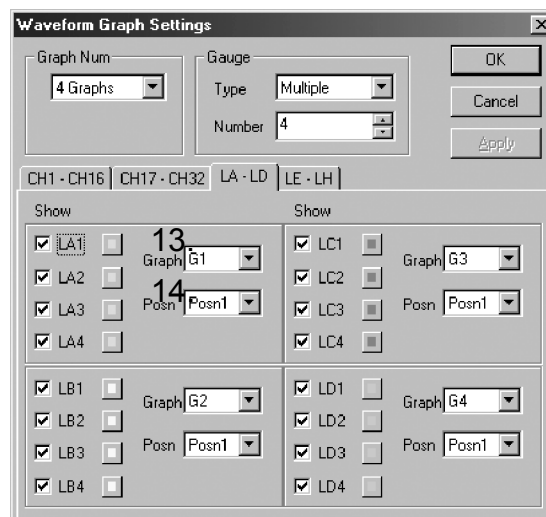 Waveform Graph Settings
Graph Num
4 Graphs
Gauge
Type Multiple
Number 4
OK
Cancel
Apply
CH1 - CH16 CH17 - CH32 LA - LD LE - LH
Show
LA1
LA2
LA3
LA4
13.
Graph G1
14.
Posn Posn1
Show
LC1
LC2
LC3
LC4
Graph G3
Posn Posn1
LB1
LB2
LB3
LB4
Graph G2
Posn Posn1
LD1
LD2
LD3
LD4
Graph G4
Posn Posn1